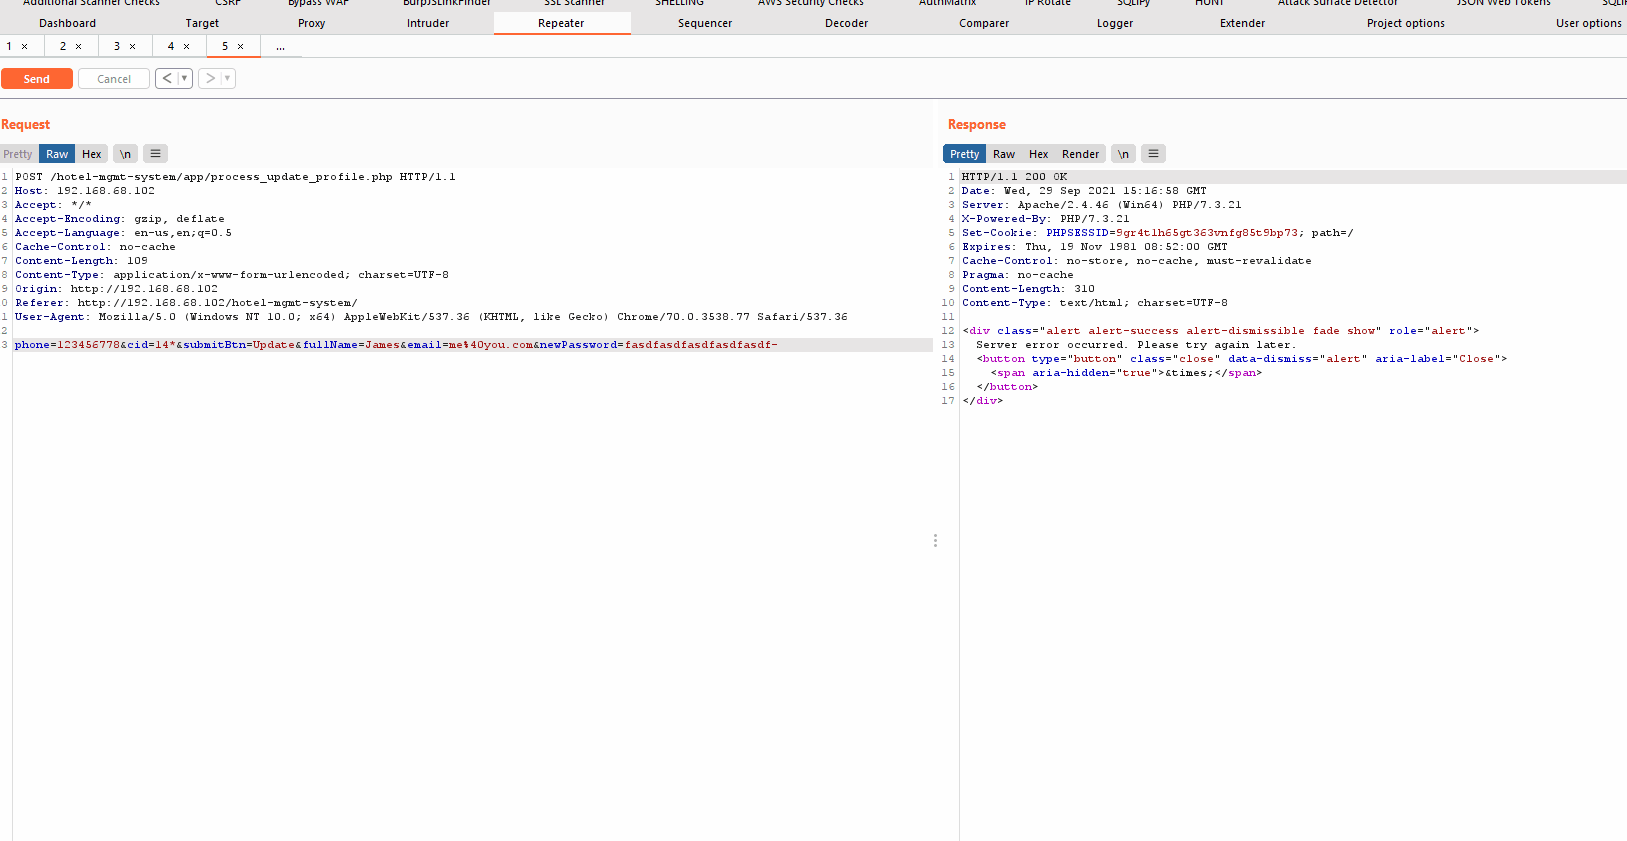 Additional Scanner Checks CSRF Bypass WAF BurpJSLinkFinder SSL Scanner SHELLING AWS Security Checks AuthMatrix IP Rotate SQLiPy HUNT Attack Surface Detector JSON Web Tokens
Dashboard Target Proxy Intruder Repeater Sequencer Decoder Comparer Logger Extender Project options User options
1 × 2 × 3 × 4 × 5 × ...
Send Cancel < ▾ > ▾
Request
Pretty Raw Hex \n ≡
1 POST /hotel-mgmt-system/app/process_update_profile.php HTTP/1.1
2 Host: 192.168.68.102
3 Accept: */*
4 Accept-Encoding: gzip, deflate
5 Accept-Language: en-us,en;q=0.5
6 Cache-Control: no-cache
7 Content-Length: 109
8 Content-Type: application/x-www-form-urlencoded; charset=UTF-8
9 Origin: http://192.168.68.102
0 Referer: http://192.168.68.102/hotel-mgmt-system/
1 User-Agent: Mozilla/5.0 (Windows NT 10.0; x64) AppleWebKit/537.36 (KHTML, like Gecko) Chrome/70.0.3538.77 Safari/537.36
2
3 phone=123456778&cid=14*&submitBtn=Update&fullName=James&email=me%40you.com&newPassword=fasdfasdfasdfasdfasdf-
Response
Pretty Raw Hex Render \n ≡
1 HTTP/1.1 200 OK
2 Date: Wed, 29 Sep 2021 15:16:58 GMT
3 Server: Apache/2.4.46 (Win64) PHP/7.3.21
4 X-Powered-By: PHP/7.3.21
5 Set-Cookie: PHPSESSID=9gr4t1h65gt363vnfg85t9bp73; path=/
6 Expires: Thu, 19 Nov 1981 08:52:00 GMT
7 Cache-Control: no-store, no-cache, must-revalidate
8 Pragma: no-cache
9 Content-Length: 310
10 Content-Type: text/html; charset=UTF-8
11
12 <div class="alert alert-success alert-dismissible fade show" role="alert">
13 Server error occurred. Please try again later.
14 <button type="button" class="close" data-dismiss="alert" aria-label="Close">
15 <span aria-hidden="true">&times;</span>
16 </button>
17 </div>